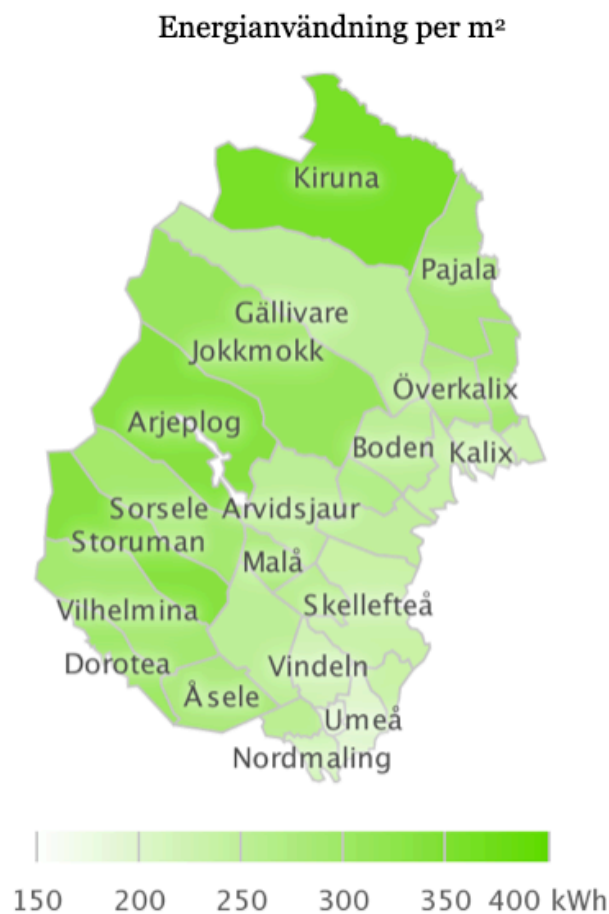 Energianvändning per m²
Kiruna
Pajala
Gällivare
Jokkmokk
Överkalix
Arjeplog
Boden Kalix
Sorsele Arvidsjaur
Storuman
Malå
Vilhelmina
Skellefteå
Dorotea
Vindeln
Åsele
Umeå
Nordmaling
150 200 250 300 350 400 kWh